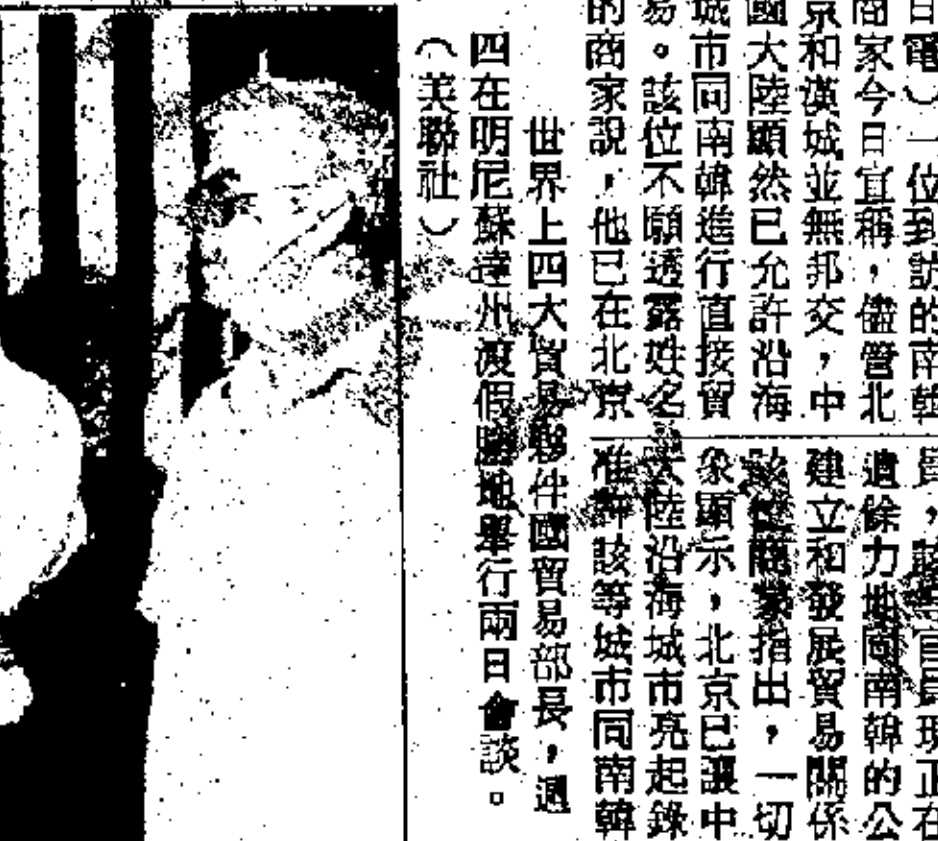 日電）一位到訪的南韓
商家今日宣稱，儘管北
京和漢城並無邦交，中
國大陸顯然已允許沿海
城市同南韓進行直接貿
易。該位不願透露姓名
的商家說，他已在北京
員，該等官員現正在
遺餘力地同南韓的公
建立和發展貿易關係
該位商家指出，一切
象顯示，北京已讓中
大陸沿海城市亮起錄
准許該等城市同南韓
世界上四大貿易夥伴國貿易部長，週
四在明尼蘇達州渡假勝地舉行兩日會談。
（美聯社）